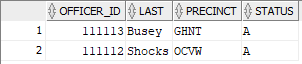 OFFICER_ID LAST PRECINCT STATUS
1 111113 Busey GHNT A
2 111112 Shocks OCVW A